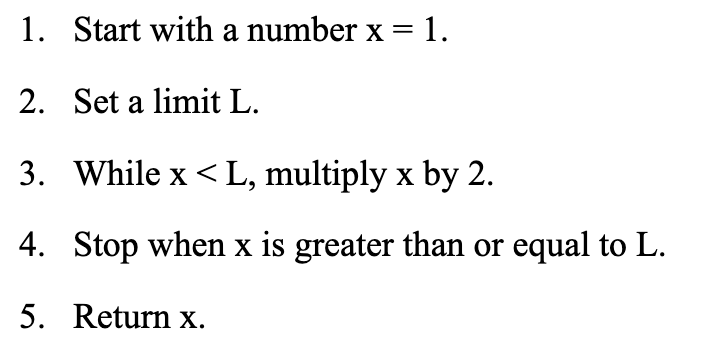 1. Start with a number x = 1.
2. Set a limit L.
3. While x < L, multiply x by 2.
4. Stop when x is greater than or equal to L.
5. Return x.